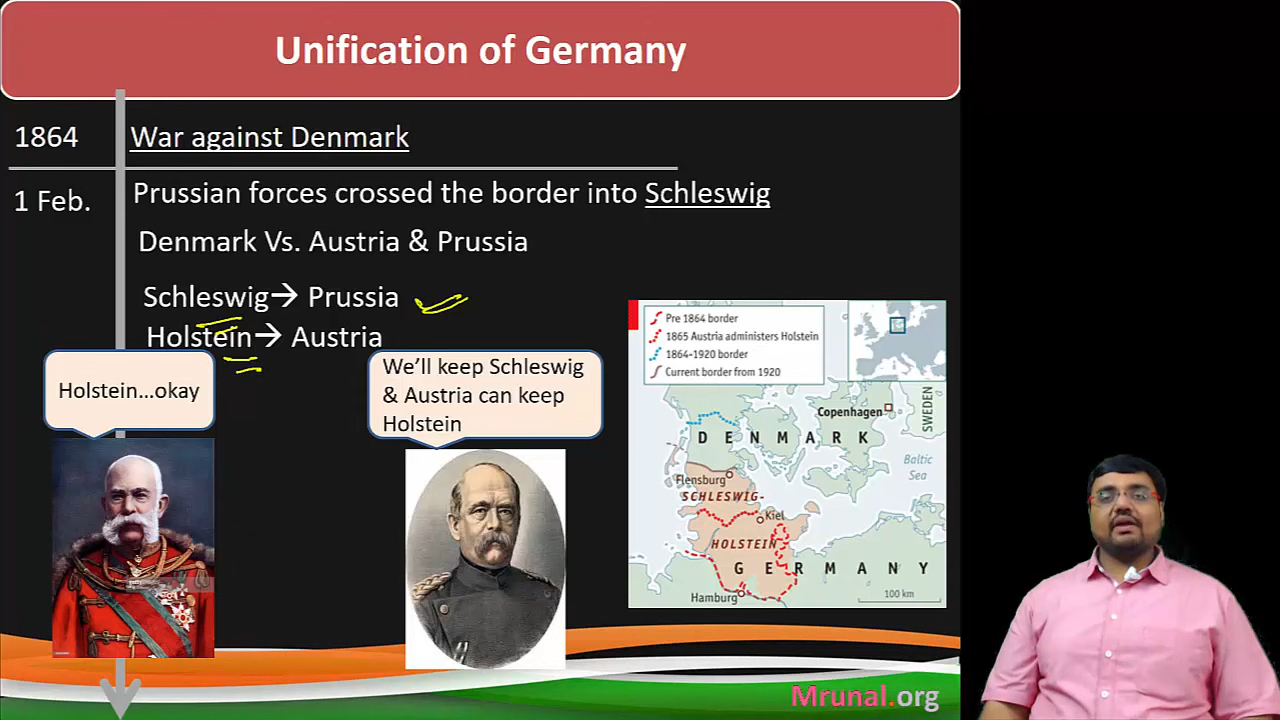 Unification of Germany
1864
War against Denmark
1 Feb.
Prussian forces crossed the border into Schleswig
Denmark Vs. Austria & Prussia
Schleswig→ Prussia
Holstein→ Austria
Holstein...okay
We'll keep Schleswig
& Austria can keep
Holstein
Pre 1864 border
1865 Austria administers Holstein
1864-1920 border
Current border from 1920
Copenhagen
SWEDEN
DENMARK
Baltic
Sea
Flensburg
SCHLESWIG-
Kiel
HOLSTEIN
GERMANY
Hamburg
100 km
Mrunal.org